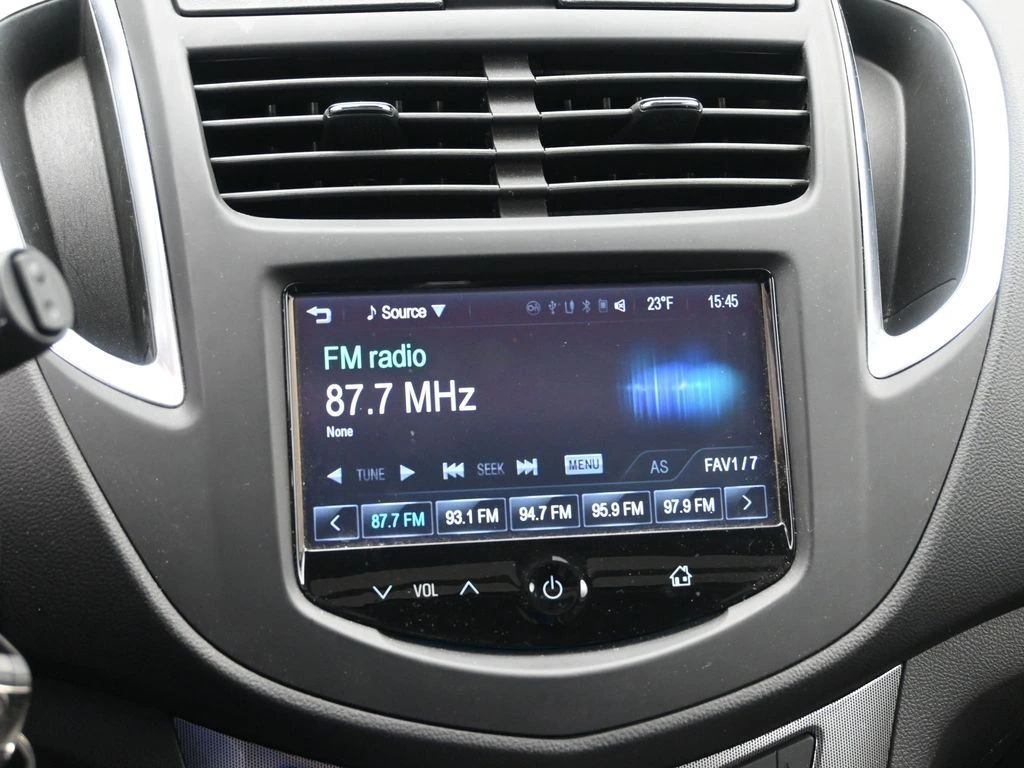 ♪ Source ▼ 23°F 15:45
FM radio
87.7 MHz
None
TUNE SEEK MENU AS FAV1/7
87.7 FM 93.1 FM 94.7 FM 95.9 FM 97.9 FM
VOL